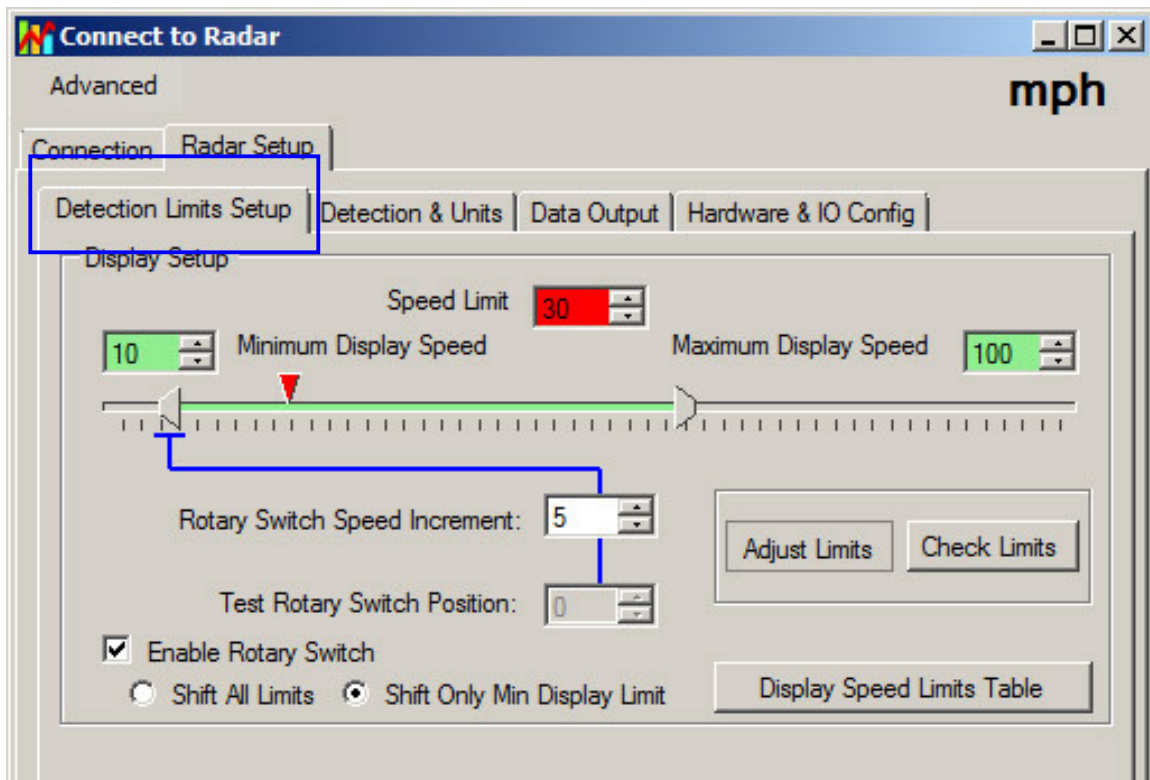 Connect to Radar
Advanced
mph
Connection Radar Setup
Detection Limits Setup Detection & Units Data Output Hardware & IO Config
Display Setup
Speed Limit 30
10 Minimum Display Speed Maximum Display Speed 100
Rotary Switch Speed Increment: 5
Adjust Limits Check Limits
Test Rotary Switch Position: 0
Enable Rotary Switch
Shift All Limits Shift Only Min Display Limit Display Speed Limits Table